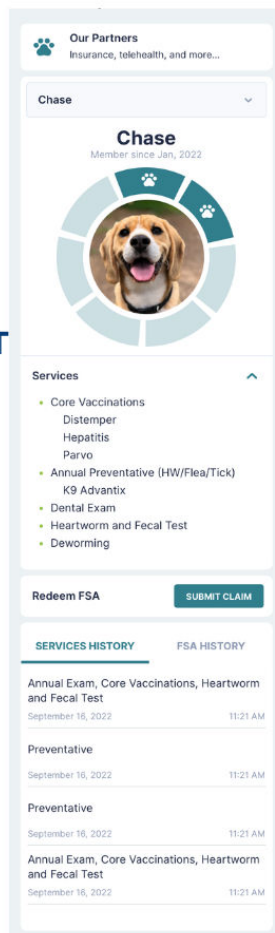 Our Partners
Insurance, telehealth, and more...
Chase
Chase
Member since Jan, 2022
T
Services
Core Vaccinations
Distemper
Hepatitis
Parvo
Annual Preventative (HW/Flea/Tick)
K9 Advantix
Dental Exam
Heartworm and Fecal Test
Deworming
Redeem FSA
SUBMIT CLAIM
SERVICES HISTORY FSA HISTORY
Annual Exam, Core Vaccinations, Heartworm
and Fecal Test
September 16, 2022 11:21 AM
Preventative
September 16, 2022 11:21 AM
Preventative
September 16, 2022 11:21 AM
Annual Exam, Core Vaccinations, Heartworm
and Fecal Test
September 16, 2022 11:21 AM